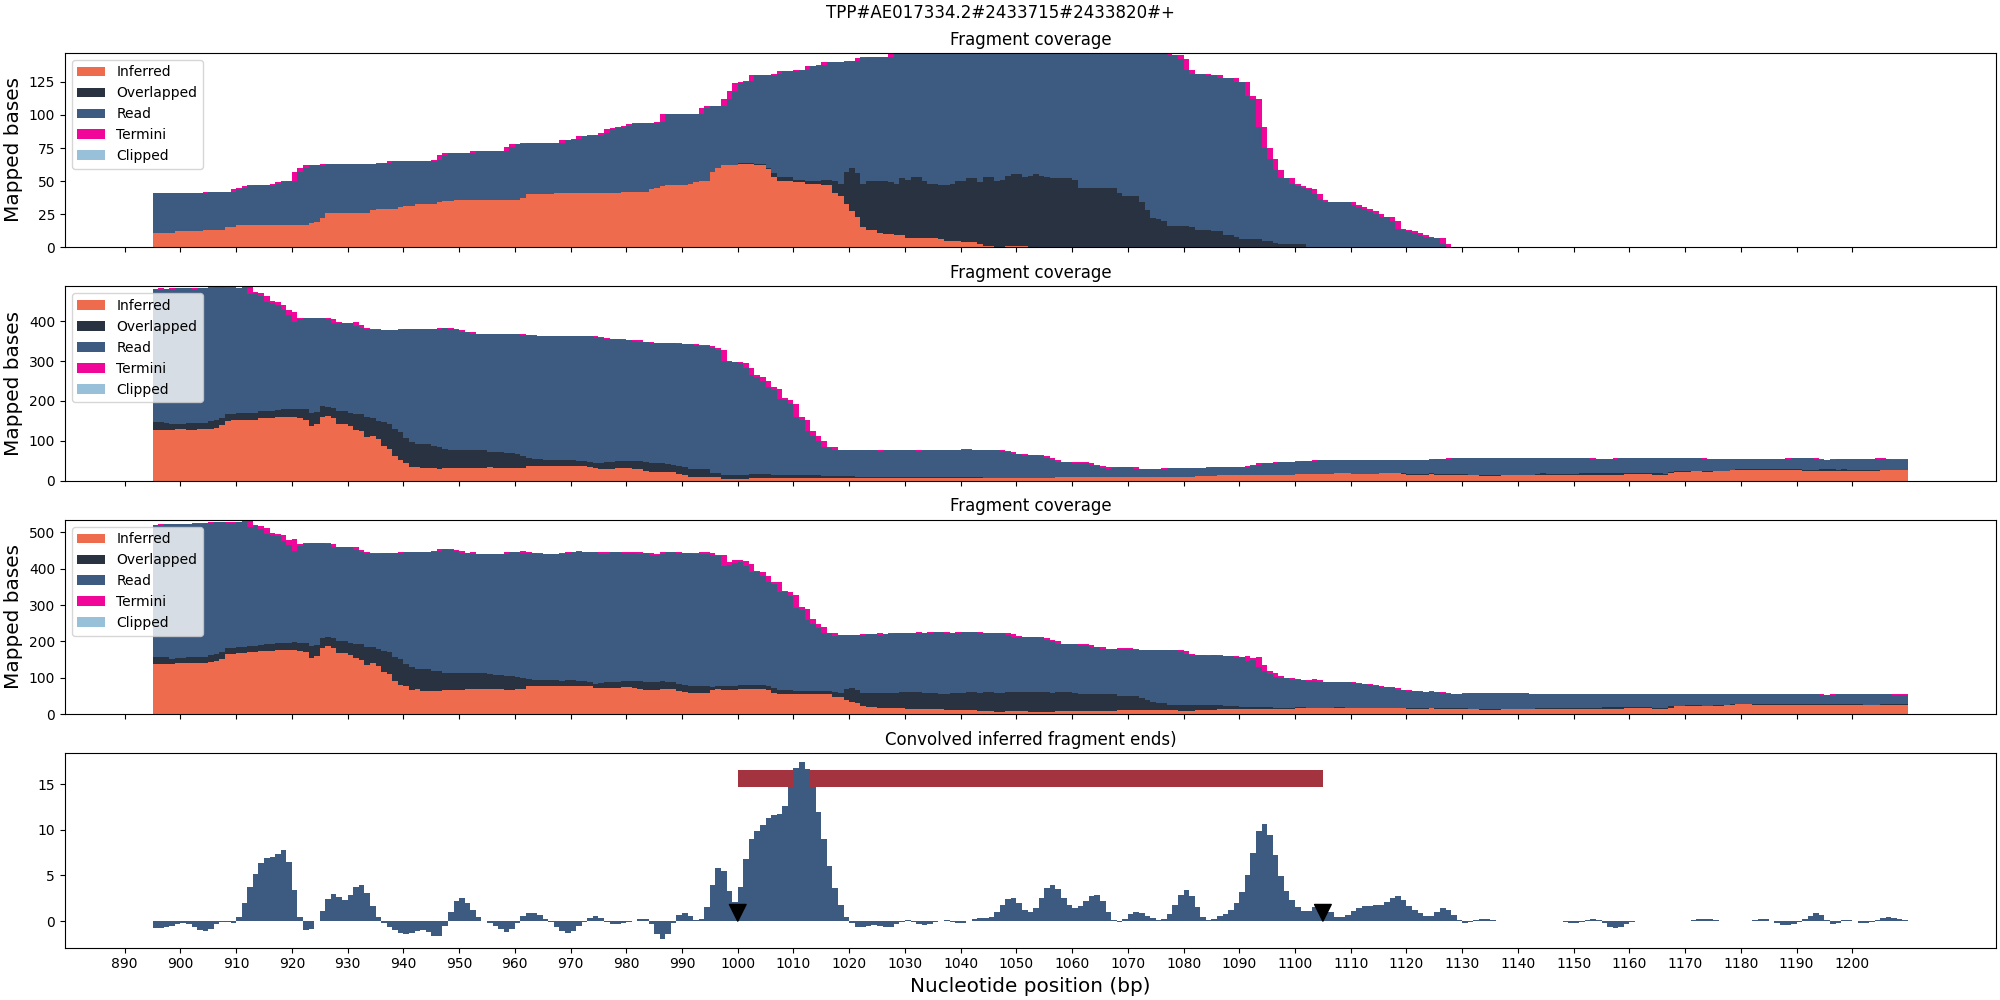 TPP#AE017334.2#2433715#2433820#+
Fragment coverage
Mapped bases
125
100
75
50
25
0
Inferred
Overlapped
Read
Termini
Clipped
Fragment coverage
Mapped bases
400
300
200
100
0
Inferred
Overlapped
Read
Termini
Clipped
Fragment coverage
Mapped bases
500
400
300
200
100
0
Inferred
Overlapped
Read
Termini
Clipped
Convolved inferred fragment ends)
15
10
5
0
890 900 910 920 930 940 950 960 970 980 990 1000 1010 1020 1030 1040 1050 1060 1070 1080 1090 1100 1110 1120 1130 1140 1150 1160 1170 1180 1190 1200
Nucleotide position (bp)